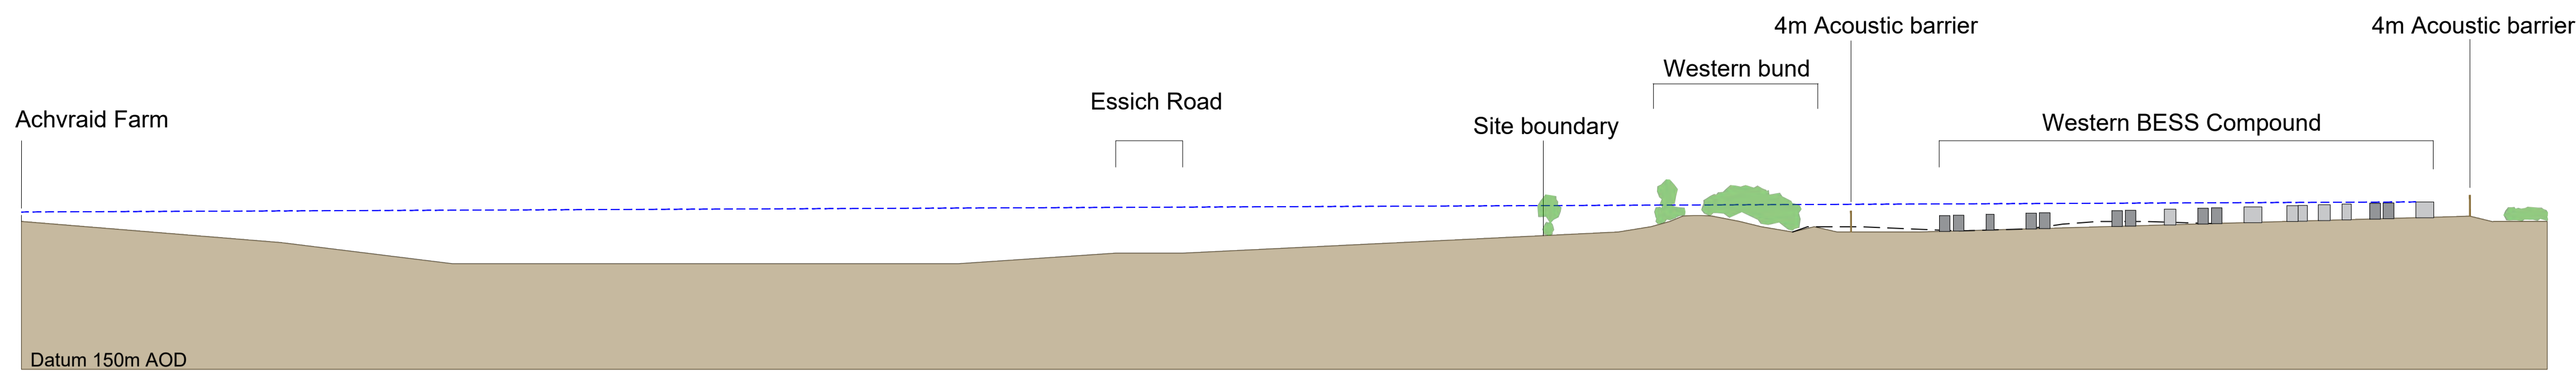 4m Acoustic barrier
4m Acoustic barrier
Western bund
Essich Road
Achvraid Farm
Site boundary
Western BESS Compound
Datum 150m AOD